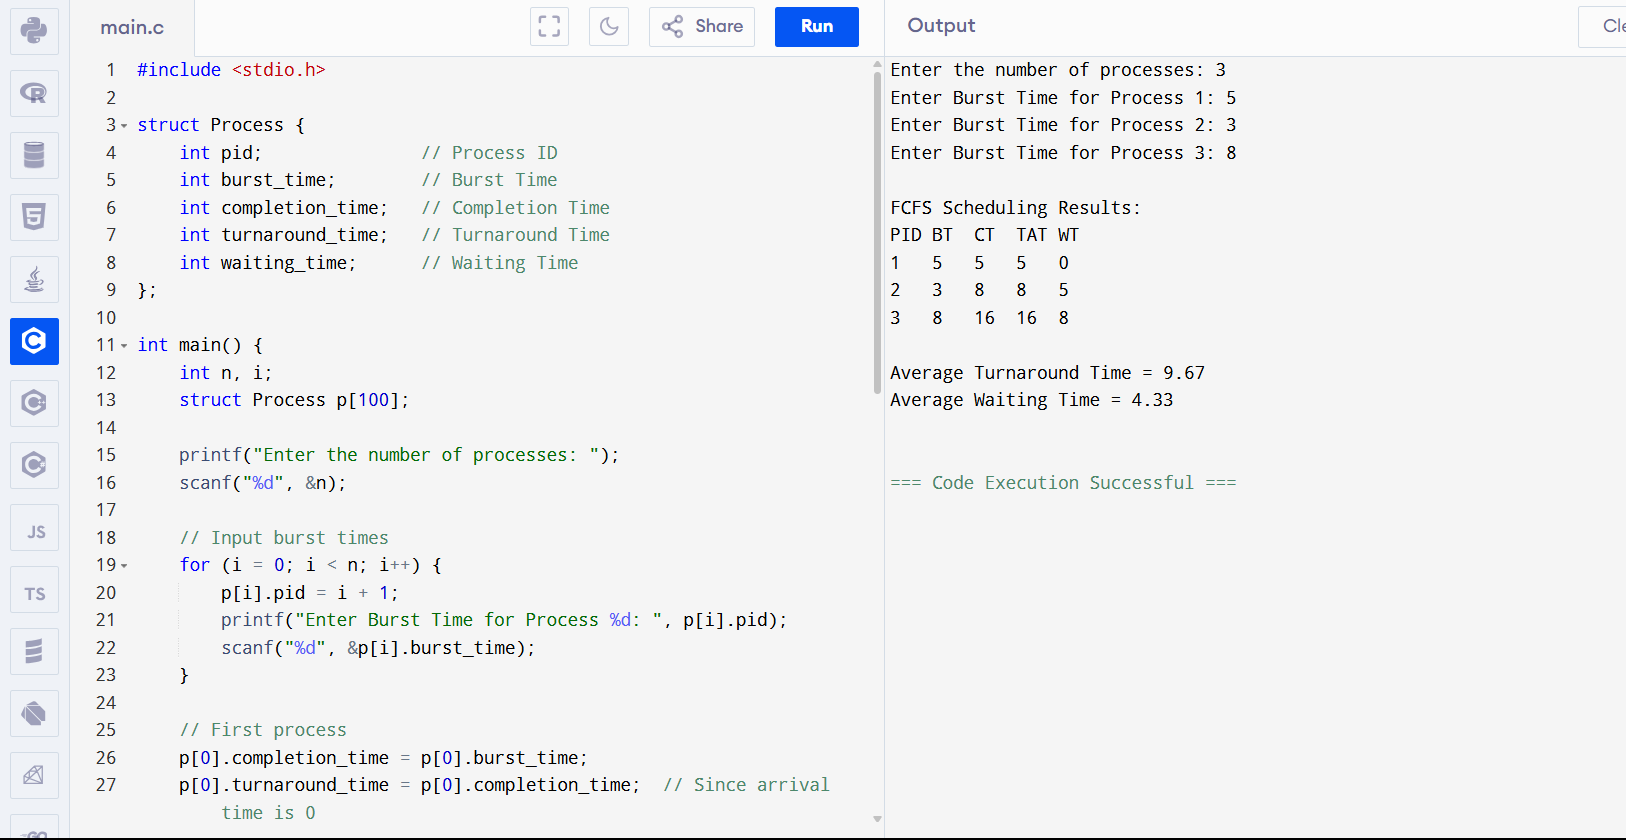 main.c
Share
Run
Output
Cle
R
5
C
C
C
JS
TS
GO
1 #include <stdio.h>
2
3 struct Process {
4     int pid;               // Process ID
5     int burst_time;        // Burst Time
6     int completion_time;   // Completion Time
7     int turnaround_time;   // Turnaround Time
8     int waiting_time;      // Waiting Time
9 };
10
11 int main() {
12     int n, i;
13     struct Process p[100];
14
15     printf("Enter the number of processes: ");
16     scanf("%d", &n);
17
18     // Input burst times
19     for (i = 0; i < n; i++) {
20         p[i].pid = i + 1;
21         printf("Enter Burst Time for Process %d: ", p[i].pid);
22         scanf("%d", &p[i].burst_time);
23     }
24
25     // First process
26     p[0].completion_time = p[0].burst_time;
27     p[0].turnaround_time = p[0].completion_time;  // Since arrival
time is 0
Enter the number of processes: 3
Enter Burst Time for Process 1: 5
Enter Burst Time for Process 2: 3
Enter Burst Time for Process 3: 8

FCFS Scheduling Results:
PID BT  CT  TAT WT
1   5   5   5   0
2   3   8   8   5
3   8   16  16  8

Average Turnaround Time = 9.67
Average Waiting Time = 4.33

=== Code Execution Successful ===